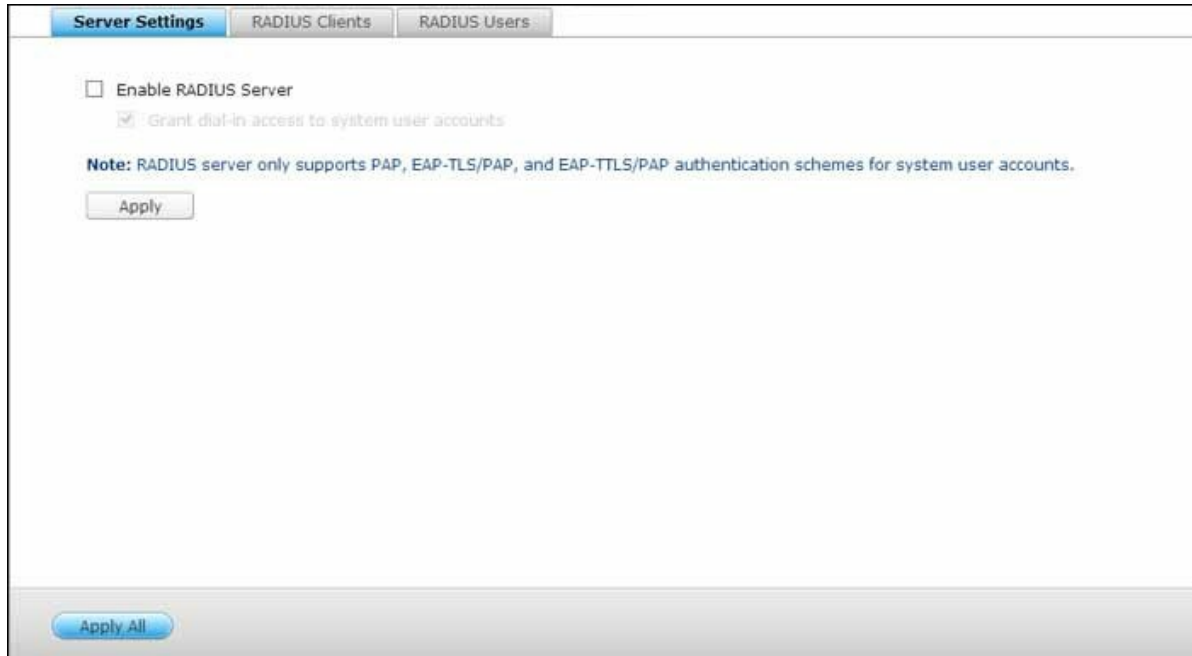 Server Settings RADIUS Clients RADIUS Users
Enable RADIUS Server
Grant dial-in access to system user accounts
Note: RADIUS server only supports PAP, EAP-TLS/PAP, and EAP-TTLS/PAP authentication schemes for system user accounts.
Apply
Apply All